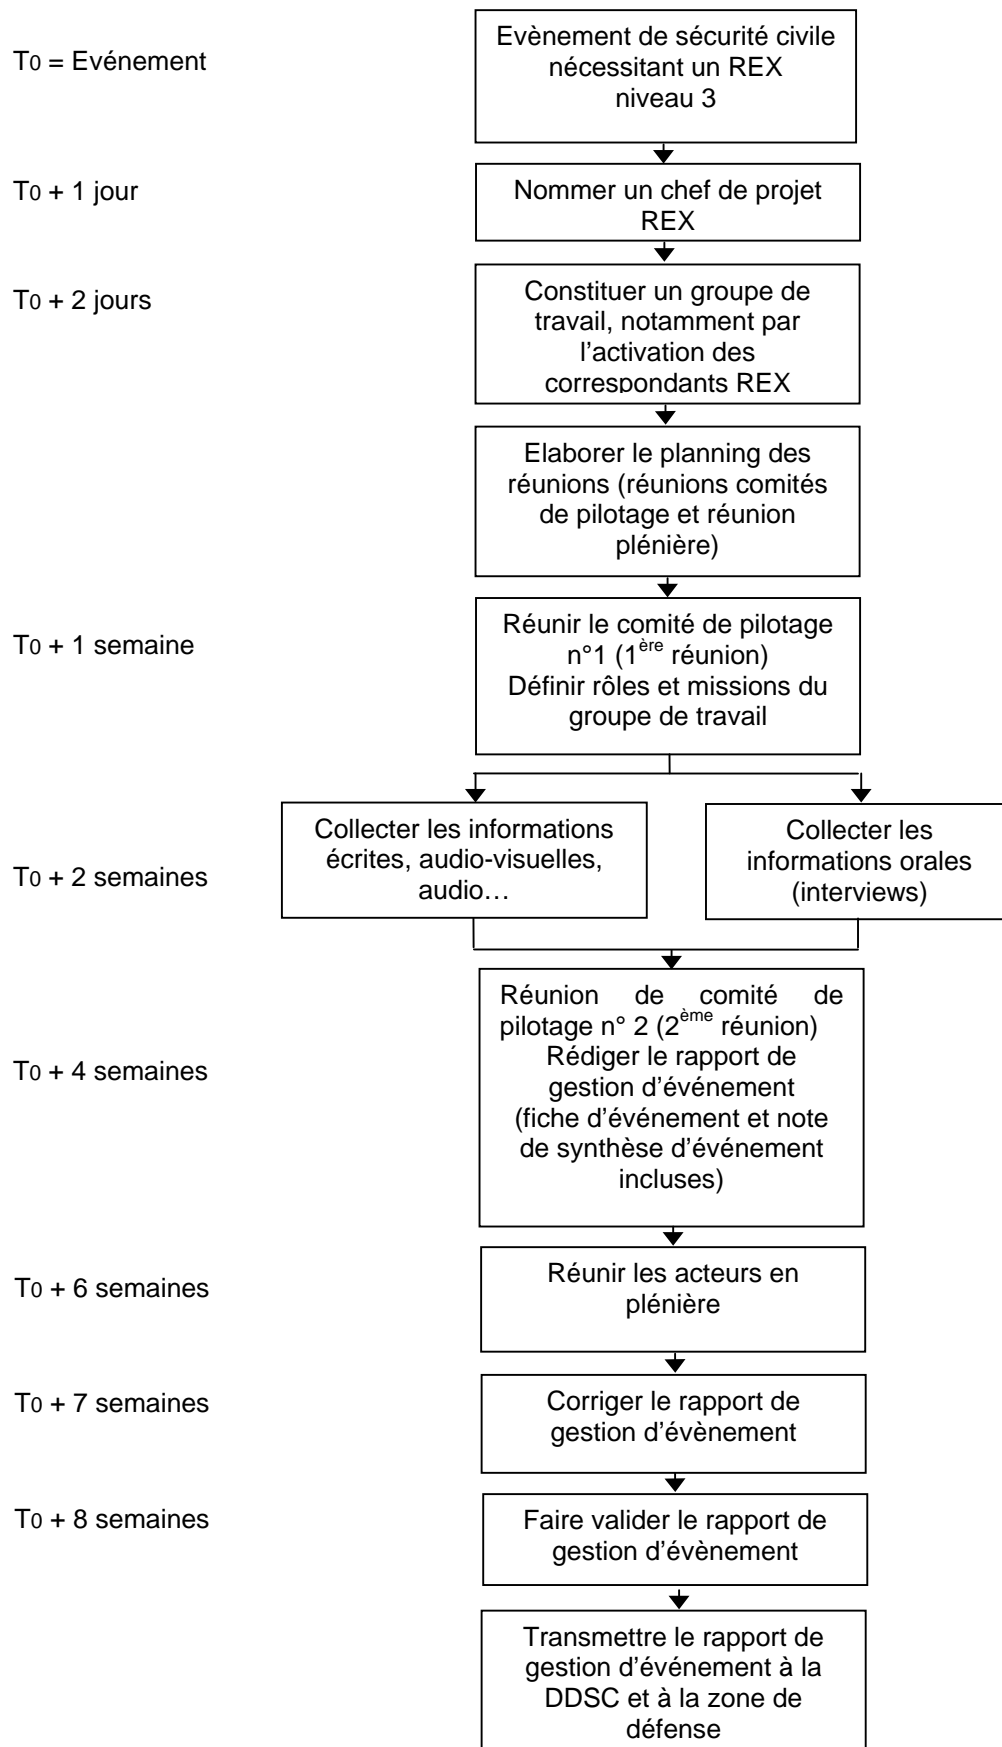 T0 = Evénement
Evènement de sécurité civile
nécessitant un REX
niveau 3
T0 + 1 jour
Nommer un chef de projet
REX
T0 + 2 jours
Constituer un groupe de
travail, notamment par
l’activation des
correspondants REX
Elaborer le planning des
réunions (réunions comités
de pilotage et réunion
plénière)
T0 + 1 semaine
Réunir le comité de pilotage
n°1 (1ère réunion)
Définir rôles et missions du
groupe de travail
T0 + 2 semaines
Collecter les informations
écrites, audio-visuelles,
audio…
Collecter les
informations orales
(interviews)
T0 + 4 semaines
Réunion de comité de
pilotage n° 2 (2ème réunion)
Rédiger le rapport de
gestion d’événement
(fiche d’événement et note
de synthèse d’événement
incluses)
T0 + 6 semaines
Réunir les acteurs en
plénière
T0 + 7 semaines
Corriger le rapport de
gestion d’évènement
T0 + 8 semaines
Faire valider le rapport de
gestion d’évènement
Transmettre le rapport de
gestion d’événement à la
DDSC et à la zone de
défense